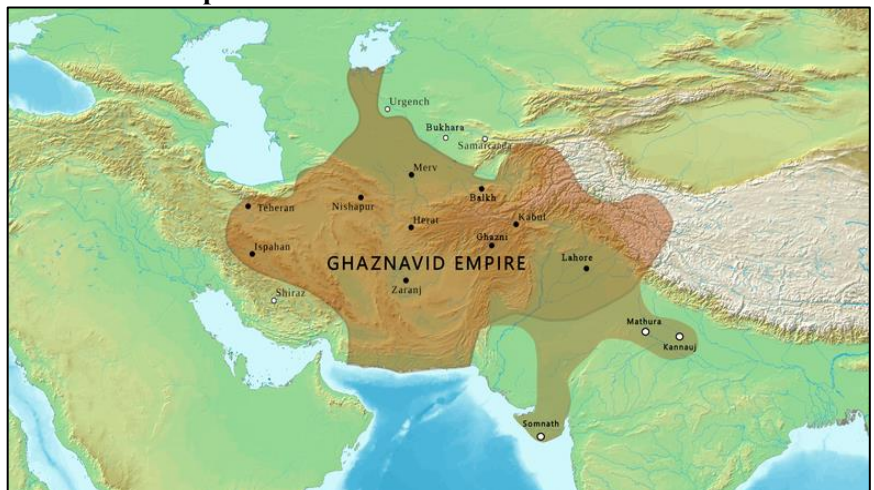 Urgench
Bukhara
Samarcanda
Merv
Balkh
Teheran
Nishapur
Herat
Kabul
Ghazni
Ispahan
GHAZNAVID EMPIRE
Lahore
Zaranj
Shiraz
Mathura
Kannauj
Somnath